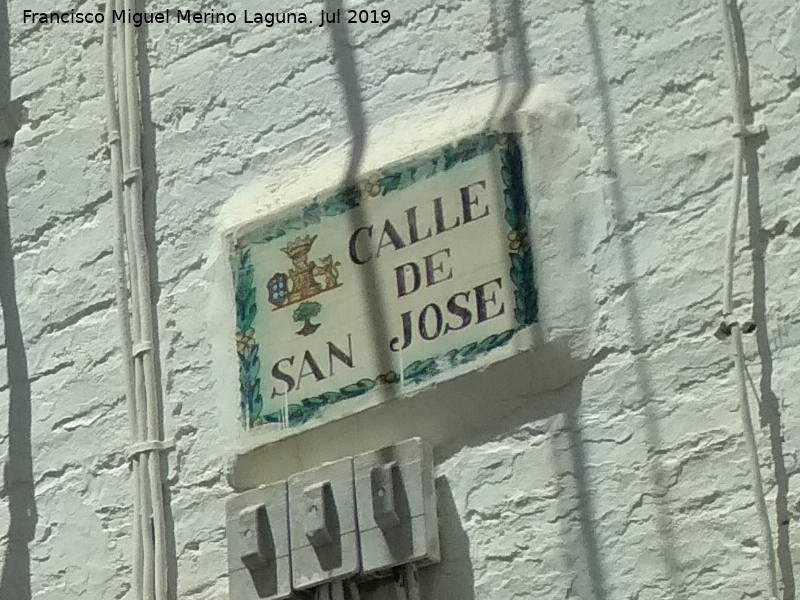 Francisco Miguel Merino Laguna. Jul 2019
CALLE
DE
SAN JOSE